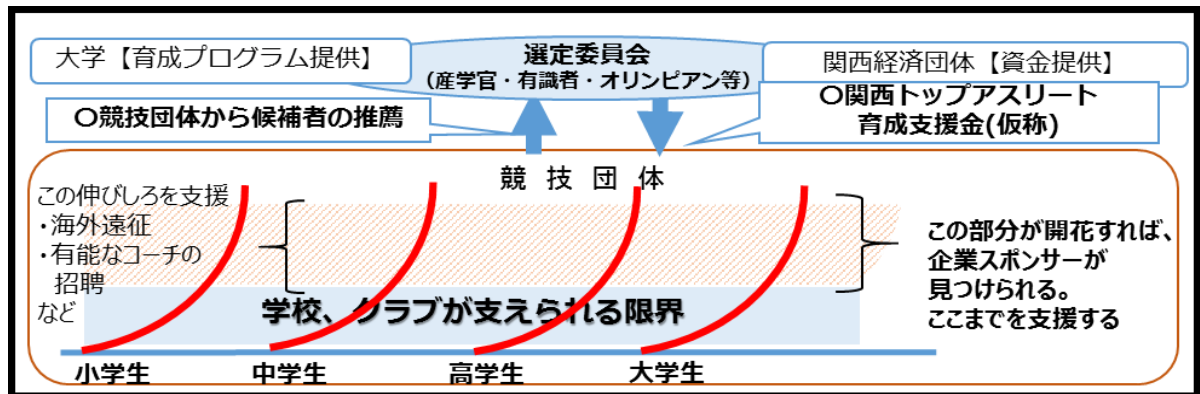 大学【育成プログラム提供】
選定委員会
(産学官・有識者・オリンピアン等)
関西経済団体【資金提供】
〇競技団体から候補者の推薦
〇関西トップアスリート
育成支援金(仮称)
競技団体
この伸びしろを支援
・海外遠征
・有能なコーチの
招聘
など
この部分が開花すれば、
企業スポンサーが
見つけられる。
ここまでを支援する
学校、クラブが支えられる限界
小学生
中学生
高学生
大学生